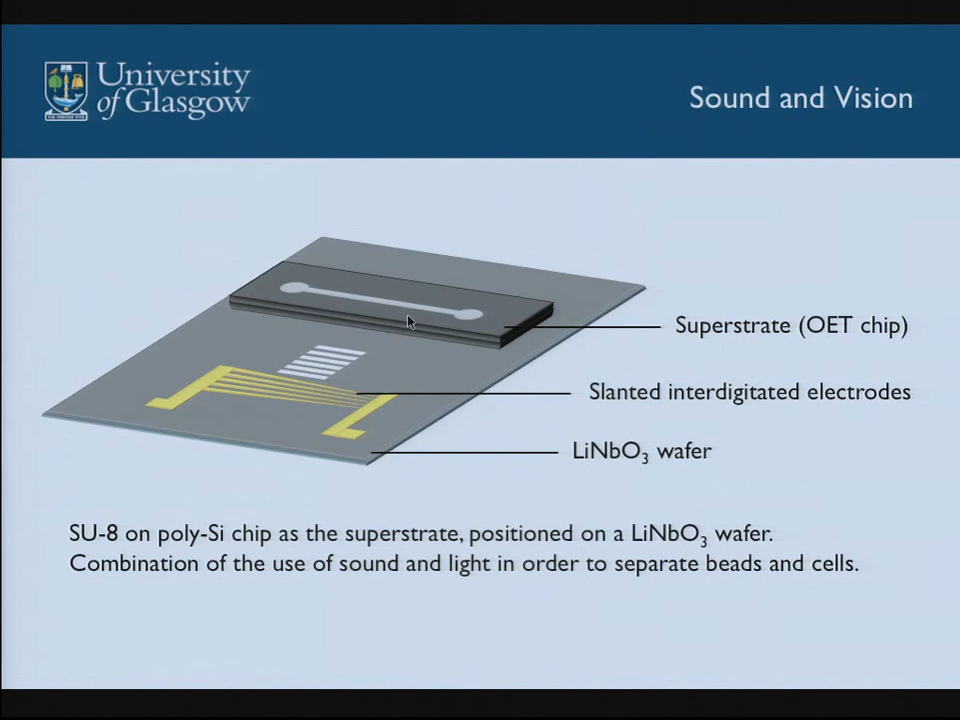 University
of Glasgow
Sound and Vision
Superstrate (OET chip)
Slanted interdigitated electrodes
LiNbO3 wafer
SU-8 on poly-Si chip as the superstrate, positioned on a LiNbO3 wafer.
Combination of the use of sound and light in order to separate beads and cells.